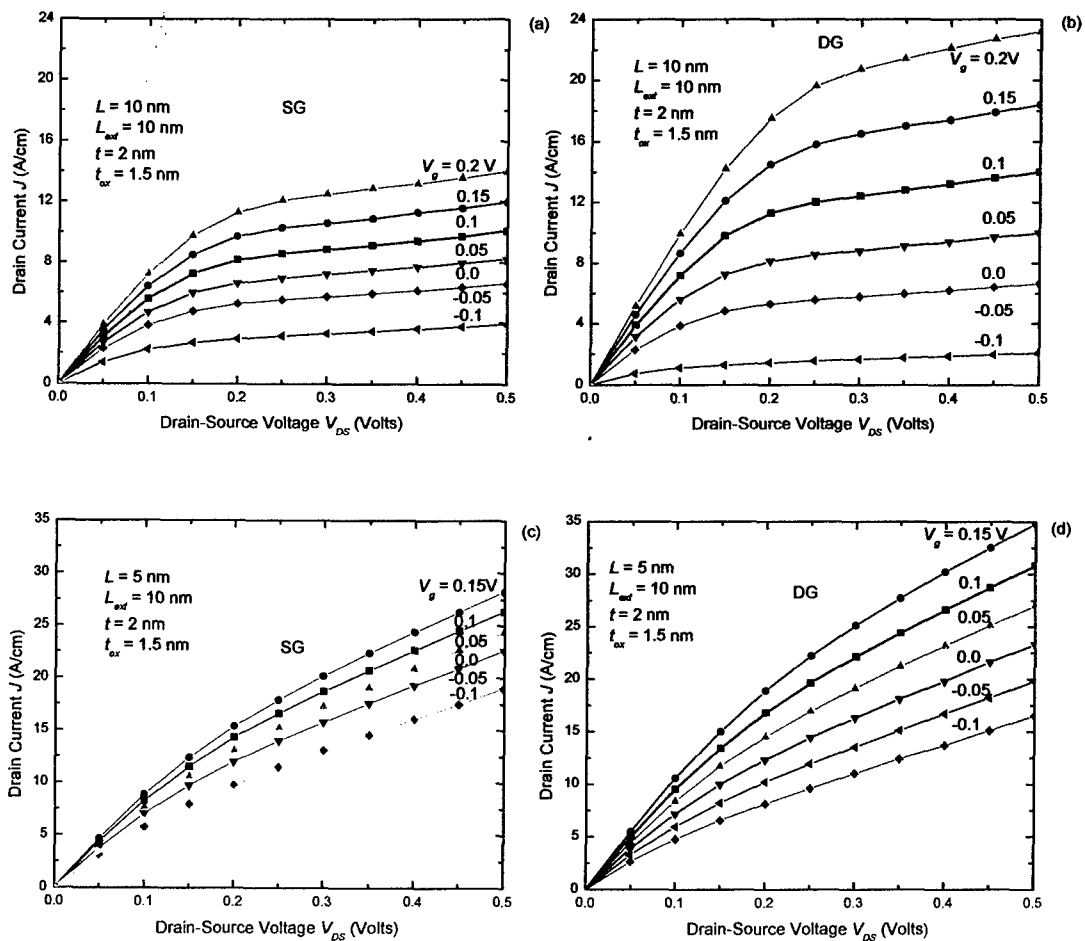 (a)
24
20
16
12
8
4
0
L = 10 nm
L_ext = 10 nm
t = 2 nm
t_ox = 1.5 nm
SG
V_g = 0.2 V
0.15
0.1
0.05
0.0
-0.05
-0.1
0.0 0.1 0.2 0.3 0.4 0.5
Drain Current J (A/cm)
Drain-Source Voltage V_DS (Volts)
(b)
24
20
16
12
8
4
0
L = 10 nm
L_ext = 10 nm
t = 2 nm
t_ox = 1.5 nm
DG
V_g = 0.2V
0.15
0.1
0.05
0.0
-0.05
-0.1
0.0 0.1 0.2 0.3 0.4 0.5
Drain Current J (A/cm)
Drain-Source Voltage V_DS (Volts)
(c)
35
30
25
20
15
10
5
0
L = 5 nm
L_ext = 10 nm
t = 2 nm
t_ox = 1.5 nm
SG
V_g = 0.15V
0.1
0.05
0.0
-0.05
-0.1
0.0 0.1 0.2 0.3 0.4 0.5
Drain Current J (A/cm)
Drain-Source Voltage V_DS (Volts)
(d)
35
30
25
20
15
10
5
0
L = 5 nm
L_ext = 10 nm
t = 2 nm
t_ox = 1.5 nm
DG
V_g = 0.15 V
0.1
0.05
0.0
-0.05
-0.1
0.0 0.1 0.2 0.3 0.4 0.5
Drain Current J (A/cm)
Drain-Source Voltage V_DS (Volts)